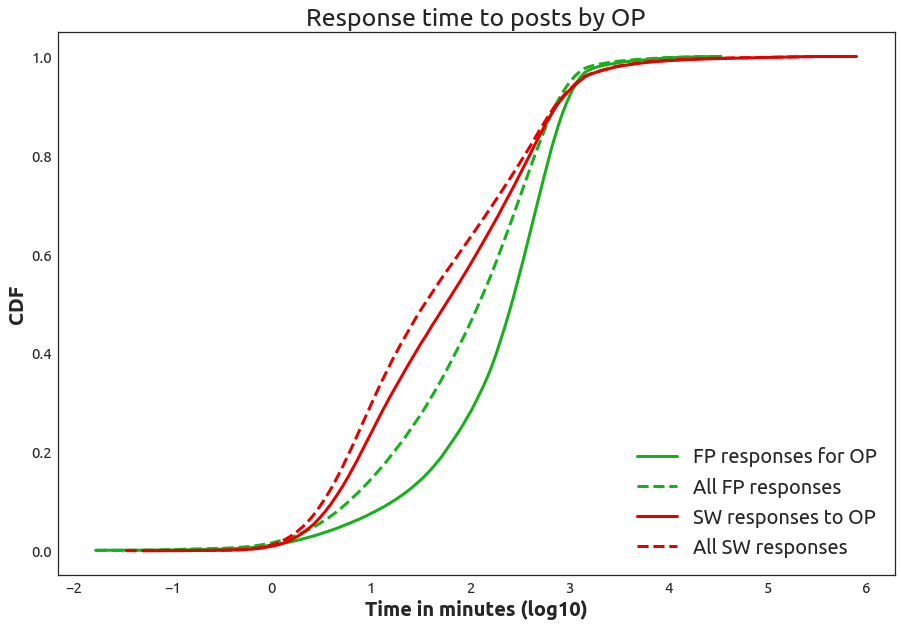 Response time to posts by OP
CDF
1.0
0.8
0.6
0.4
0.2
0.0
−2 −1 0 1 2 3 4 5 6
Time in minutes (log10)
FP responses for OP
All FP responses
SW responses to OP
All SW responses